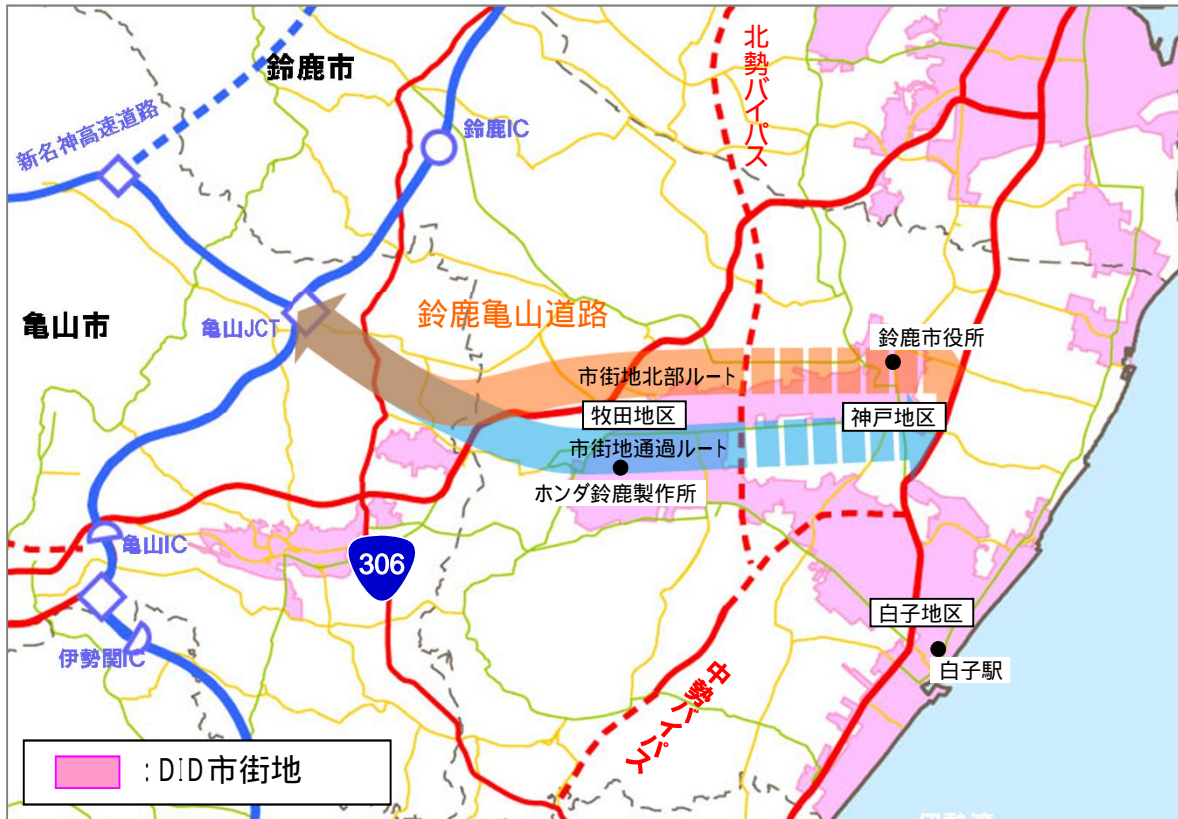 鈴鹿市
北勢バイパス
新名神高速道路
鈴鹿IC
亀山市
亀山JCT
鈴鹿亀山道路
鈴鹿市役所
市街地北部ルート
牧田地区
神戸地区
市街地通過ルート
ホンダ鈴鹿製作所
亀山IC
306
白子地区
伊勢関IC
白子駅
中勢バイパス
:DID市街地